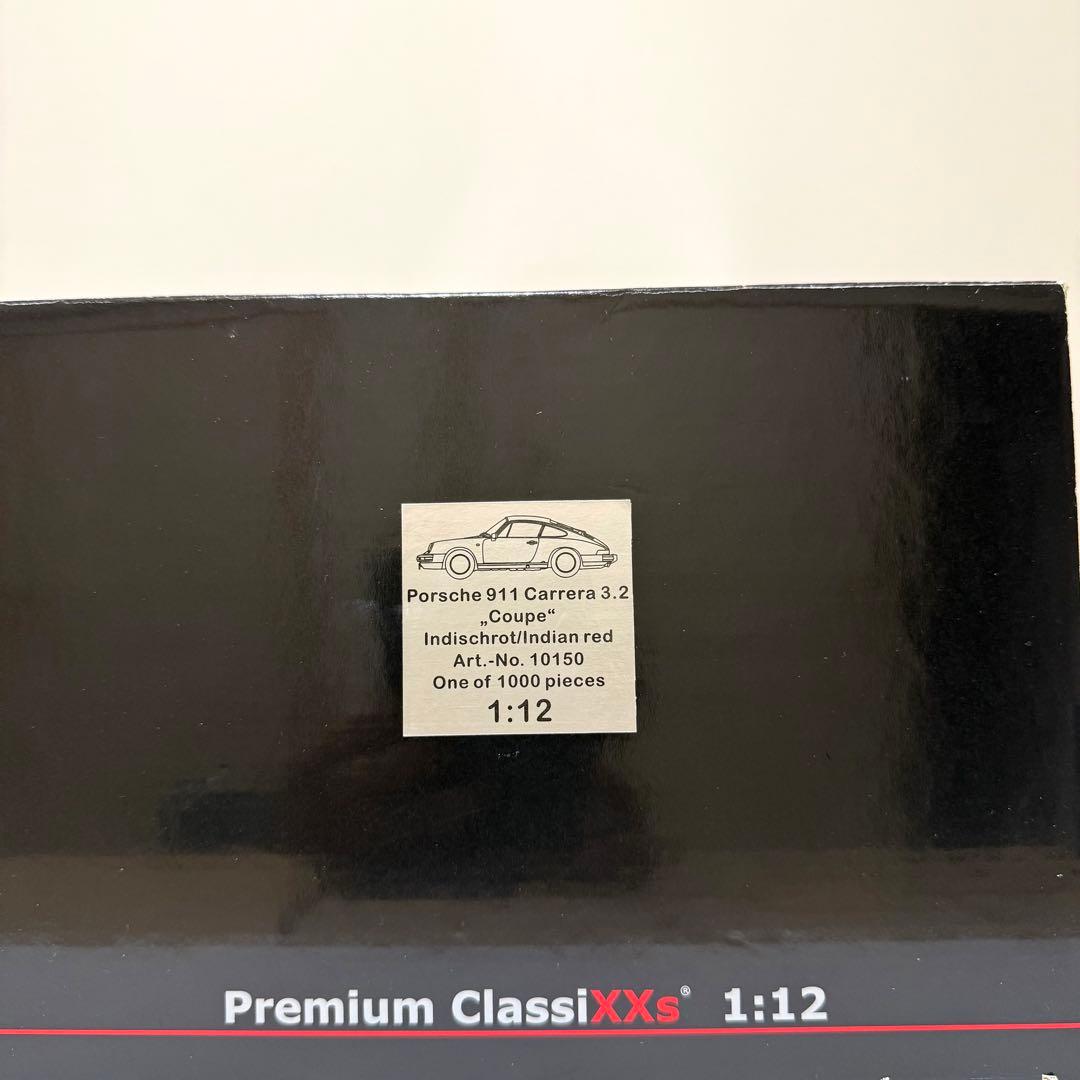 Porsche 911 Carrera 3.2
„Coupe“
Indischrot/Indian red
Art.-No. 10150
One of 1000 pieces
1:12
Premium ClassiXXs® 1:12